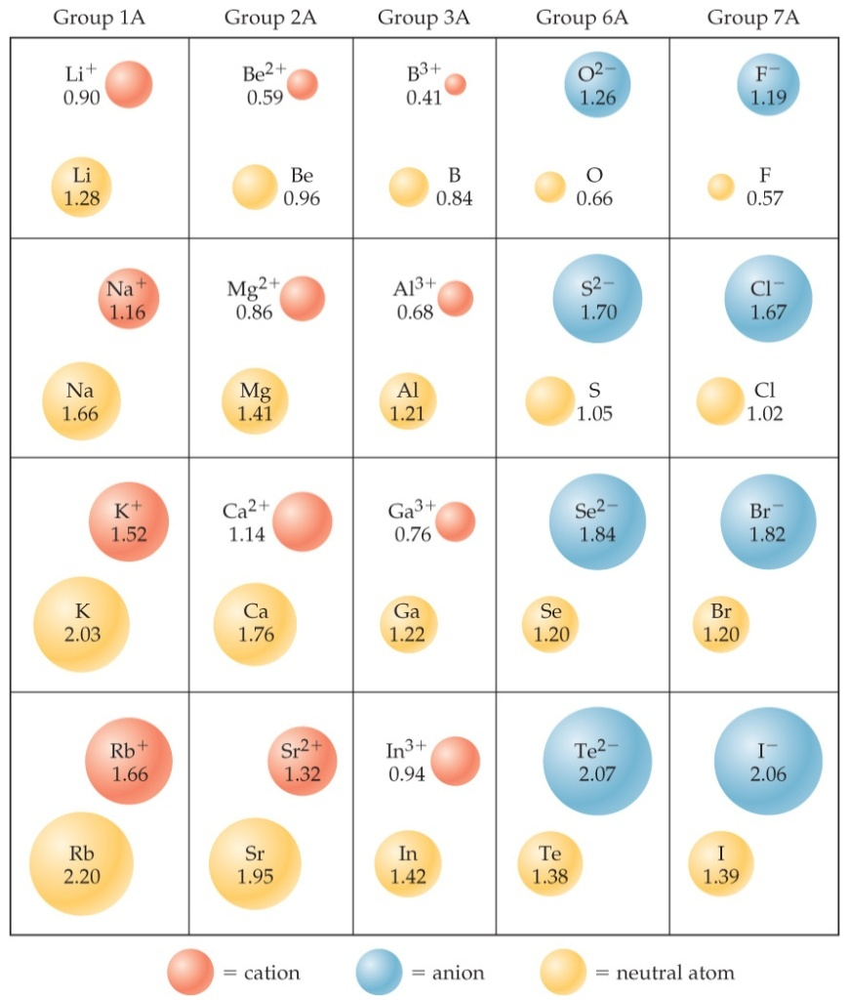 Group 1A Group 2A Group 3A Group 6A Group 7A
Li⁺ Be²⁺ B³⁺ O²⁻ F⁻
0.90 0.59 0.41 1.26 1.19
Li Be B O F
1.28 0.96 0.84 0.66 0.57
Na⁺ Mg²⁺ Al³⁺ S²⁻ Cl⁻
1.16 0.86 0.68 1.70 1.67
Na Mg Al S Cl
1.66 1.41 1.21 1.05 1.02
K⁺ Ca²⁺ Ga³⁺ Se²⁻ Br⁻
1.52 1.14 0.76 1.84 1.82
K Ca Ga Se Br
2.03 1.76 1.22 1.20 1.20
Rb⁺ Sr²⁺ In³⁺ Te²⁻ I⁻
1.66 1.32 0.94 2.07 2.06
Rb Sr In Te I
2.20 1.95 1.42 1.38 1.39
= cation = anion = neutral atom